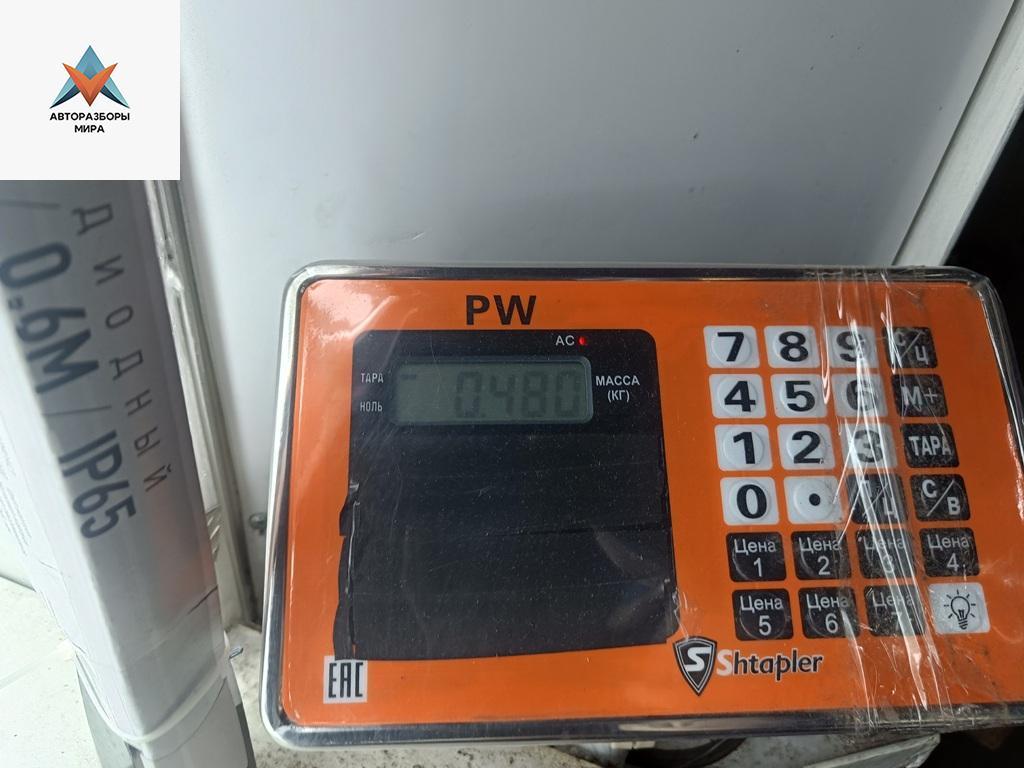 АВТОРАЗБОРЫ
МИРА
ДИОДНЫЙ
/ 0.6М / IP65
PW
AC
ТАРА
НОЛЬ
- 0.480
МАССА
(КГ)
7 8 9 С/Ц
4 5 6 М+
1 2 3 ТАРА
0 . С/В
Цена 1 Цена 2 Цена 3 Цена 4
Цена 5 Цена 6
EAC
S Shtapler